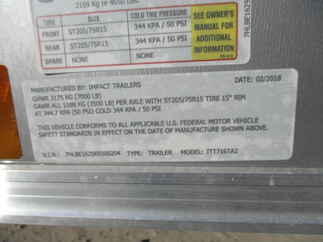 TIRE SIZE COLD TIRE PRESSURE SEE OWNER'S
FRONT ST205/75R15 344 KPA / 50 PSI MANUAL FOR
REAR ST205/75R15 344 KPA / 50 PSI ADDITIONAL
SPARE NONE NONE INFORMATION
MANUFACTURED BY: IMPACT TRAILERS DATE: 02/2018
GVWR 3175 KG (7000 LB)
GAWR ALL 1588 KG (3500 LB) PER AXLE WITH ST205/75R15 TIRE 15" RIM
AT 344.7 KPA (50 PSI) COLD 344 KPA / 50 PSI
THIS VEHICLE CONFORMS TO ALL APPLICABLE U.S. FEDERAL MOTOR VEHICLE
SAFETY STANDARDS IN EFFECT ON THE DATE OF MANUFACTURE SHOWN ABOVE.
V.I.N.: TYPE: TRAILER MODEL: ITT716TA2